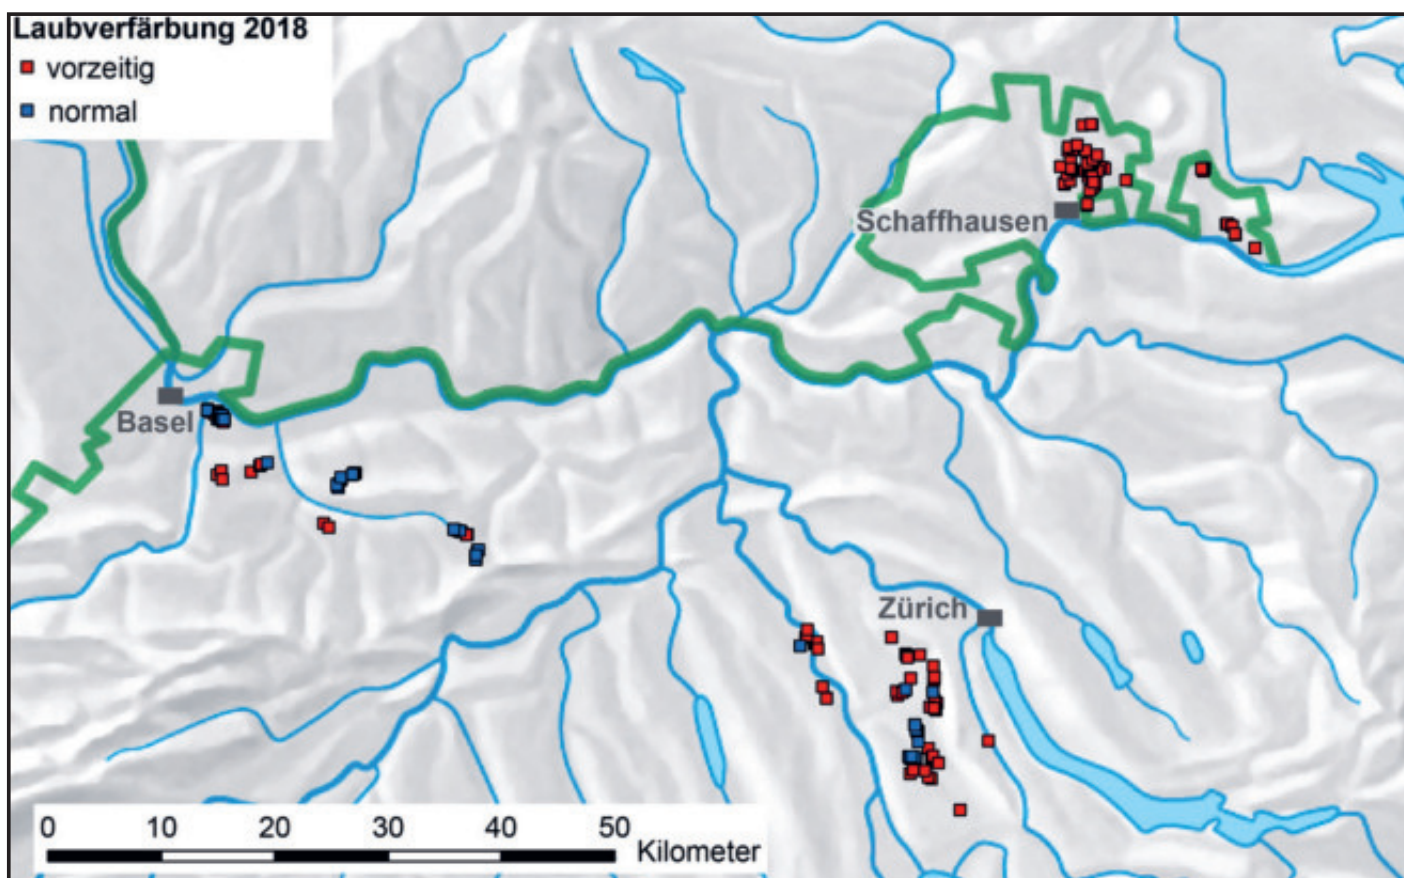 Laubverfärbung 2018
vorzeitig
normal
Schaffhausen
Basel
Zürich
0 10 20 30 40 50
Kilometer